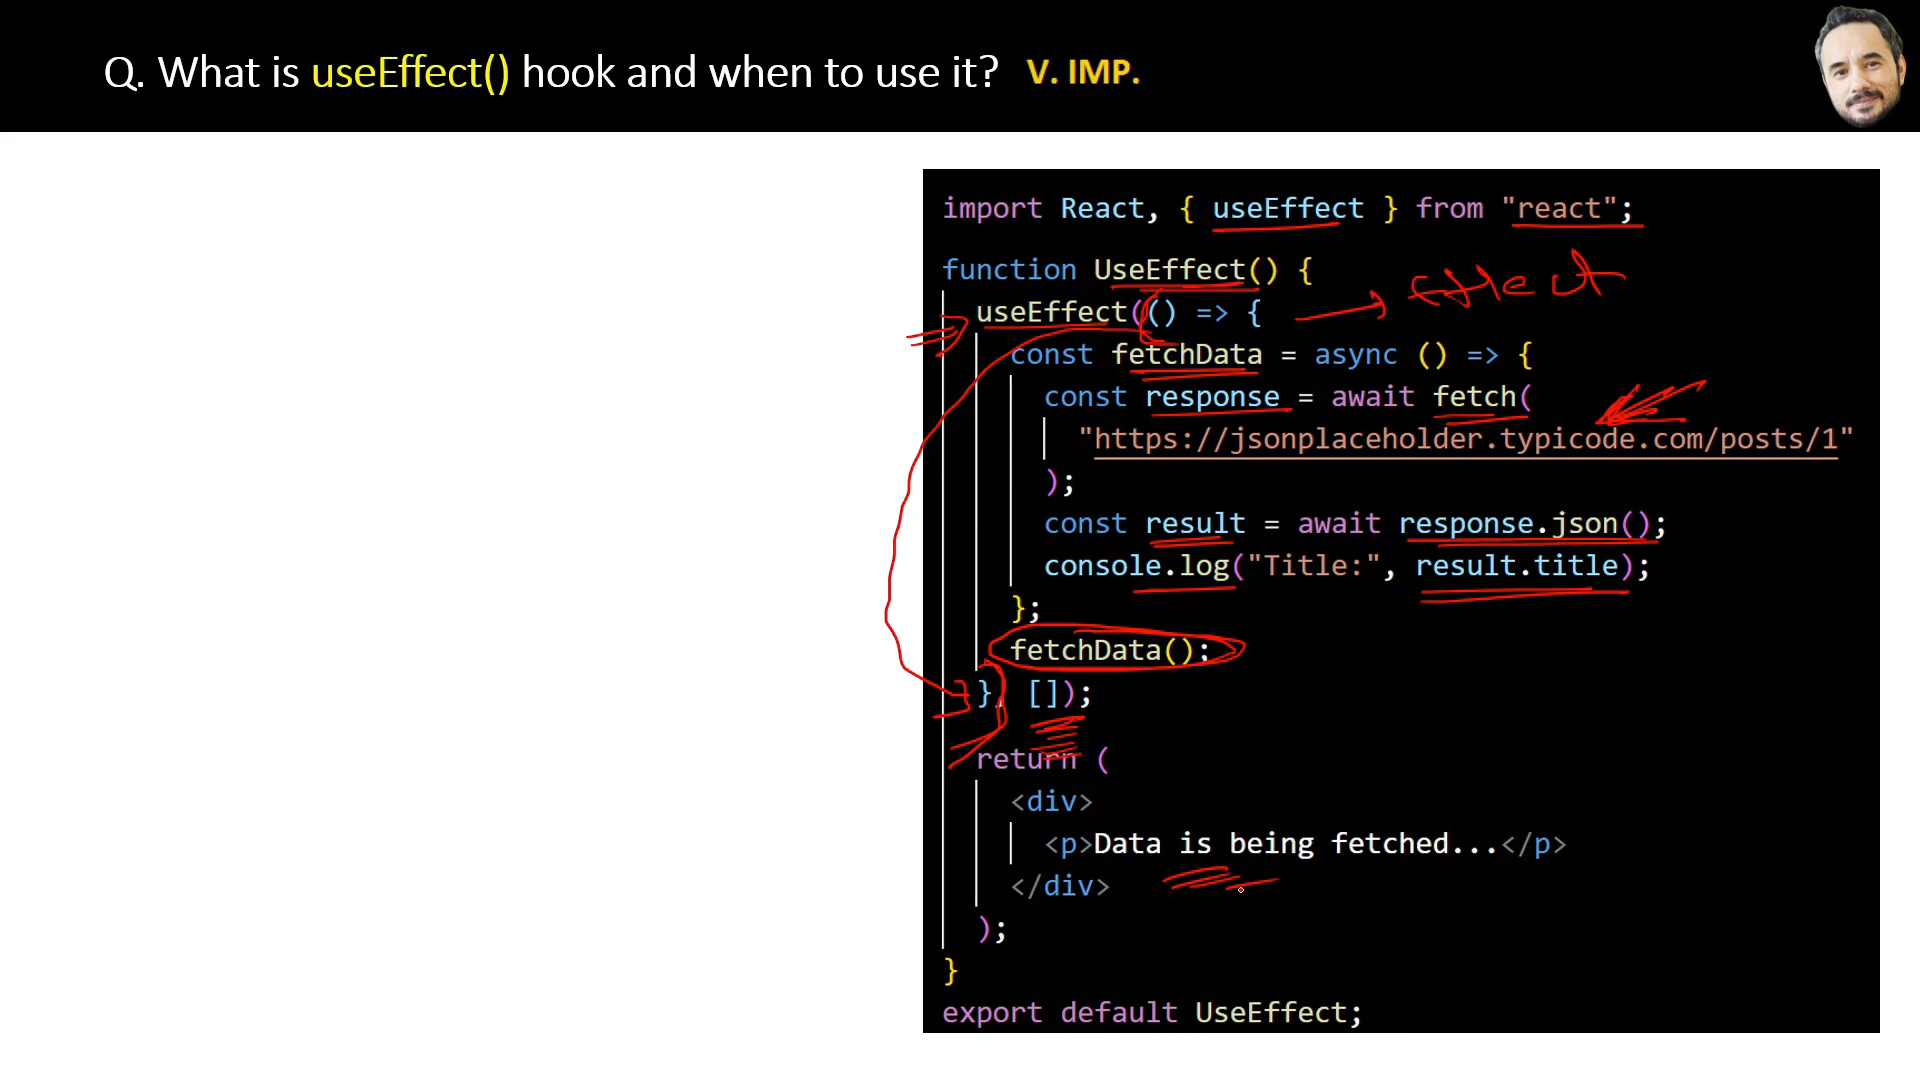 Q. What is useEffect() hook and when to use it? V. IMP.
import React, { useEffect } from "react";
function UseEffect() {
useEffect(() => {
effect
const fetchData = async () => {
const response = await fetch(
"https://jsonplaceholder.typicode.com/posts/1"
);
const result = await response.json();
console.log("Title:", result.title);
};
fetchData();
}, []);
return (
<div>
<p>Data is being fetched...</p>
</div>
);
}
export default UseEffect;